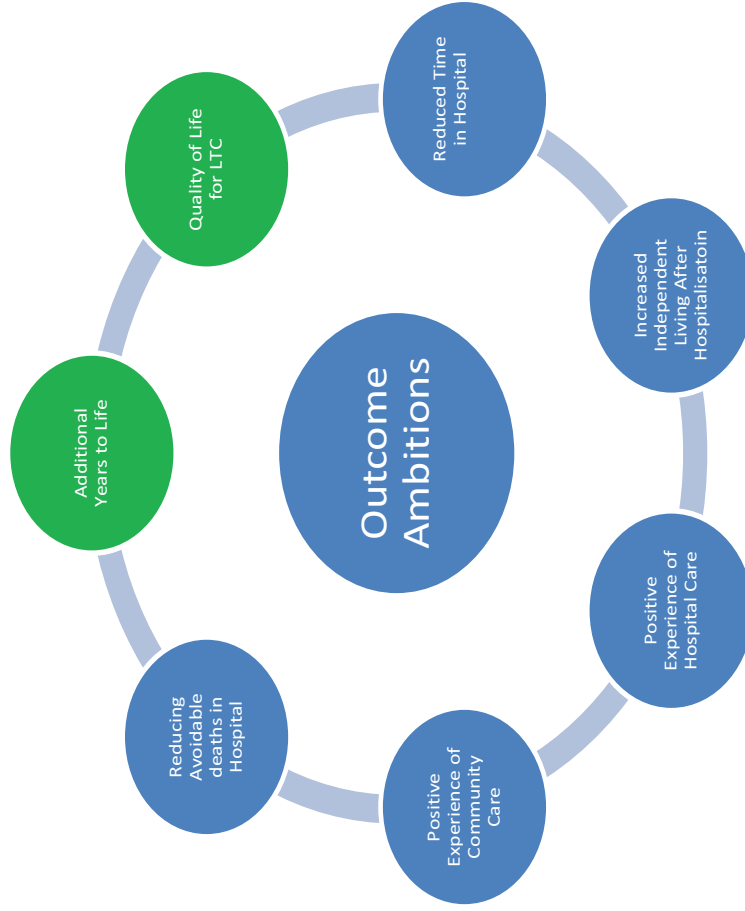 Outcome
Ambitions
Additional
Years to Life
Quality of Life
for LTC
Reduced Time
in Hospital
Increased
Independent
Living After
Hospitalisatoin
Positive
Experience of
Hospital Care
Positive
Experience of
Community
Care
Reducing
Avoidable
deaths in
Hospital